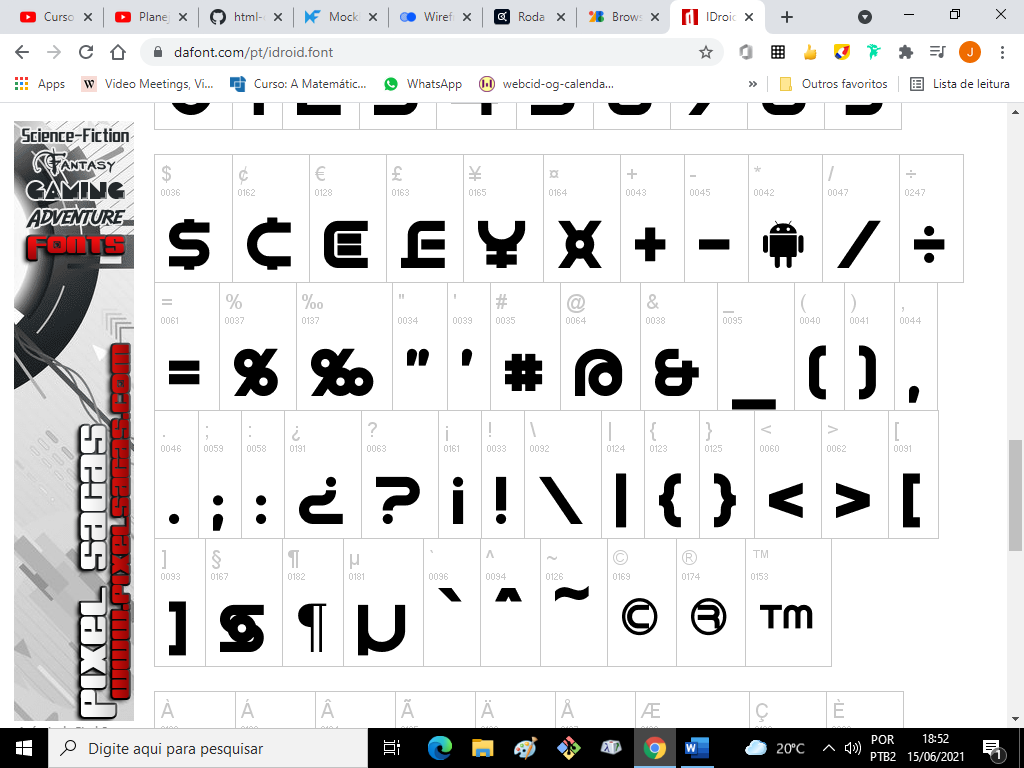 Curso
Planej
html-
Mock
Wirefr
Roda
Brows
IDroid
dafont.com/pt/idroid.font
J
Apps
Video Meetings, Vi...
Curso: A Matemátic...
WhatsApp
webcid-og-calenda...
»
Outros favoritos
Lista de leitura
Science-Fiction
Fantasy
GAMING
ADVENTURE
FONTS
pixel sagas
www.pixelsagas.com
$ ¢ € £ ¥ ¤ + - * / ÷
0036 0162 0128 0163 0165 0164 0043 0045 0042 0047 0247
$ ¢ € £ ¥ ¤ + - / ÷
= % ‰ " ' # @ & _ ( ) ,
0061 0037 0137 0034 0039 0035 0064 0038 0095 0040 0041 0044
= % ‰ " ' # @ & _ ( ) ,
. ; : ¿ ? ¡ ! \ | { } < > [
0046 0059 0058 0191 0063 0161 0033 0092 0124 0123 0125 0060 0062 0091
. ; : ¿ ? ¡ ! \ | { } < > [
] § ¶ µ ` ^ ~ © ® ™
0093 0167 0182 0181 0096 0094 0126 0169 0174 0153
] § ¶ µ ` ^ ~ © ® ™
À Á Â Ã Ä Å Æ Ç È
Digite aqui para pesquisar
20°C
POR
PTB2
18:52
15/06/2021
1